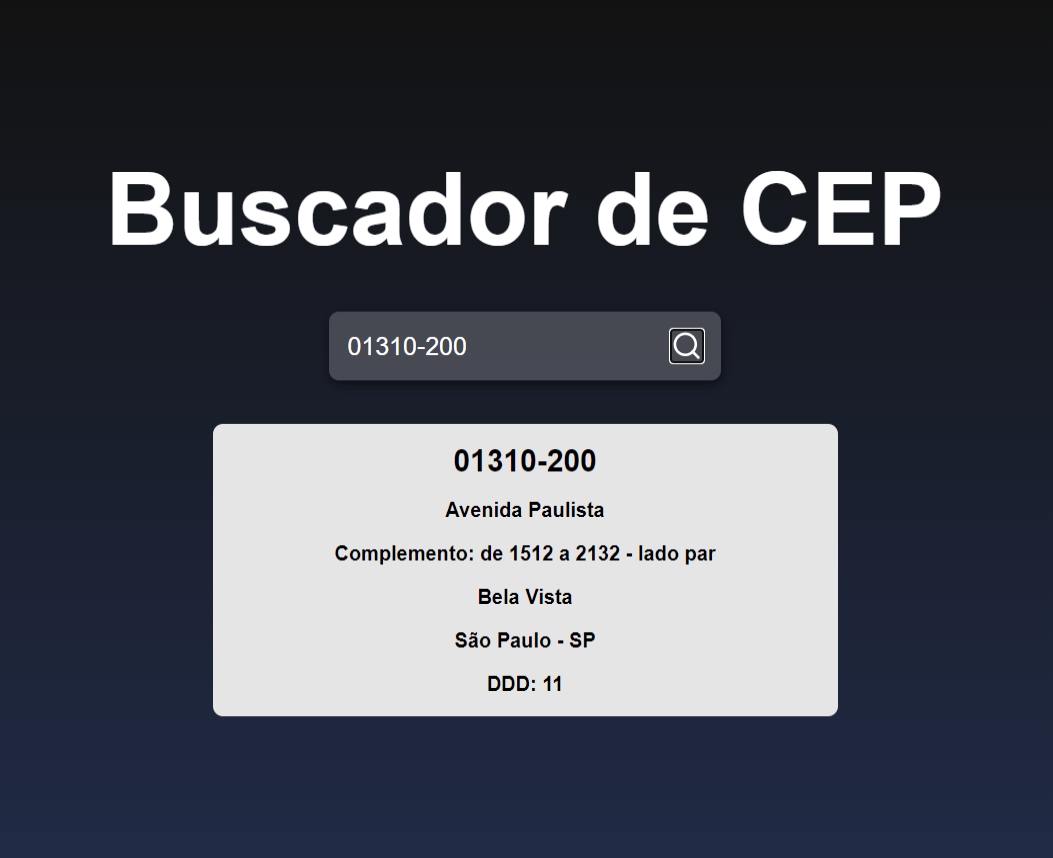 Buscador de CEP
01310-200
01310-200
Avenida Paulista
Complemento: de 1512 a 2132 - lado par
Bela Vista
São Paulo - SP
DDD: 11